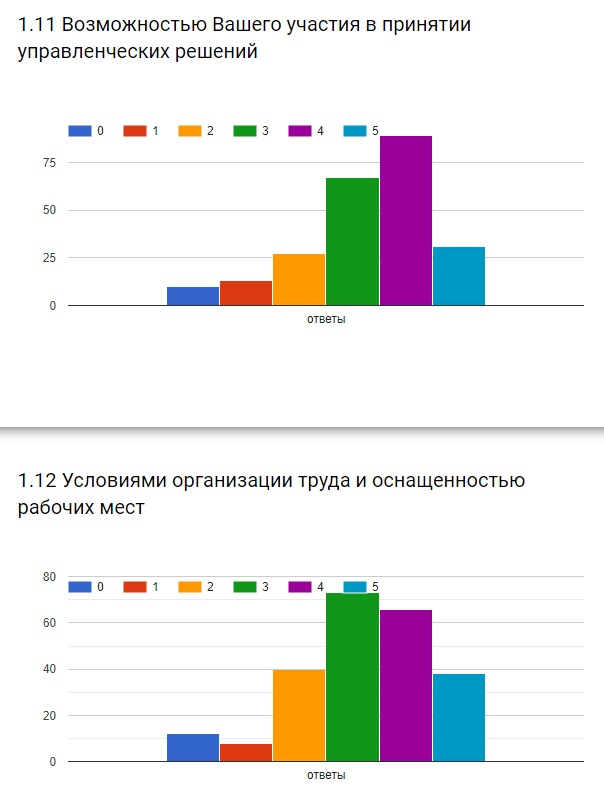 1.11 Возможностью Вашего участия в принятии
управленческих решений
0 1 2 3 4 5
75
50
25
0
ответы
1.12 Условиями организации труда и оснащенностью
рабочих мест
80
0 1 2 3 4 5
60
40
20
0
ответы